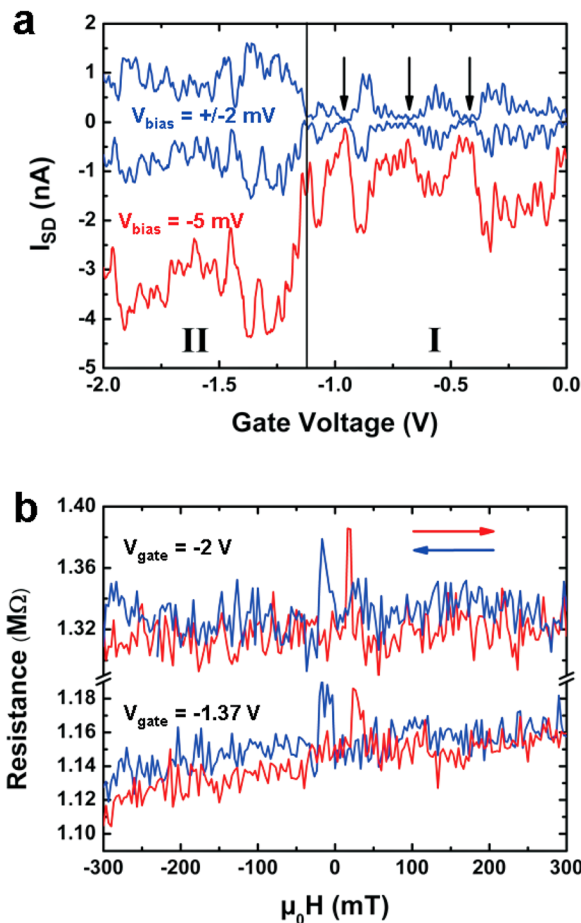 a
I_SD (nA)
2
1
0
-1
-2
-3
-4
-5
V_bias = +/-2 mV
V_bias = -5 mV
II
I
-2.0 -1.5 -1.0 -0.5 0.0
Gate Voltage (V)
b
Resistance (MΩ)
1.40
1.36
1.32
1.18
1.16
1.14
1.12
1.10
V_gate = -2 V
V_gate = -1.37 V
-300 -200 -100 0 100 200 300
μ₀H (mT)